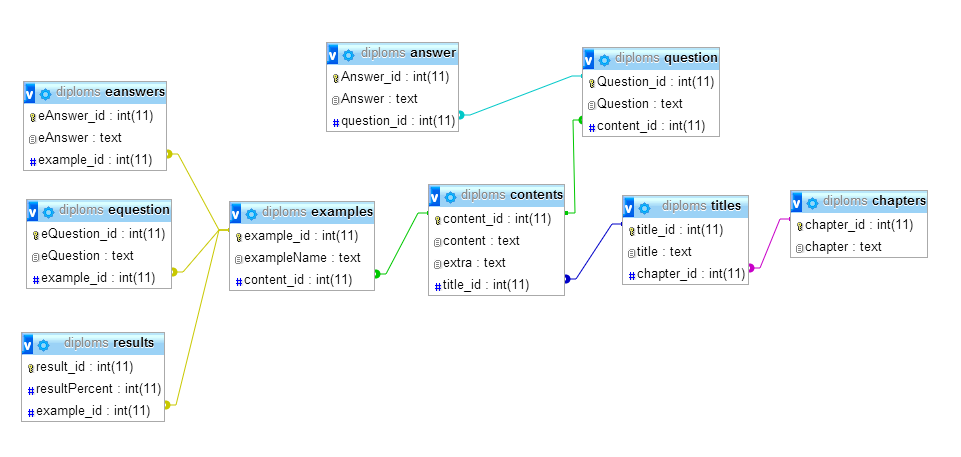 v diploms answer
Answer_id : int(11)
Answer : text
# question_id : int(11)
v diploms question
Question_id : int(11)
Question : text
# content_id : int(11)
v diploms eanswers
eAnswer_id : int(11)
eAnswer : text
# example_id : int(11)
v diploms equestion
eQuestion_id : int(11)
eQuestion : text
# example_id : int(11)
v diploms examples
example_id : int(11)
exampleName : text
# content_id : int(11)
v diploms contents
content_id : int(11)
content : text
extra : text
# title_id : int(11)
v diploms titles
title_id : int(11)
title : text
# chapter_id : int(11)
v diploms chapters
chapter_id : int(11)
chapter : text
v diploms results
result_id : int(11)
# resultPercent : int(11)
# example_id : int(11)